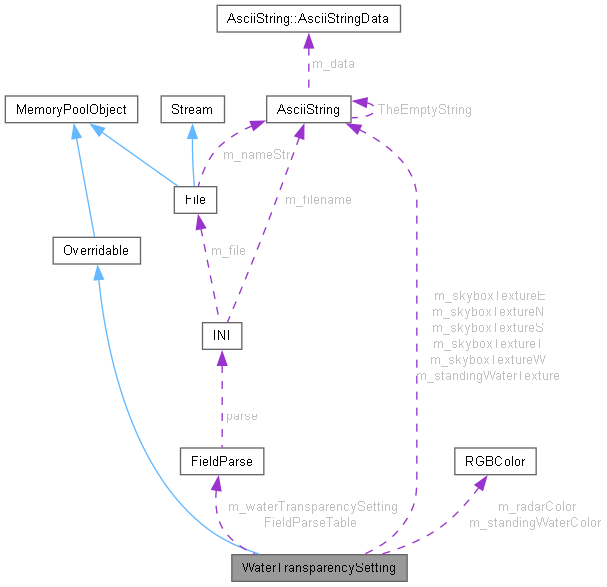 AsciiString::AsciiStringData
m_data
MemoryPoolObject
Stream
AsciiString
TheEmptyString
m_nameStr
File
m_filename
Overridable
m_file
m_skyboxTextureE
m_skyboxTextureN
m_skyboxTextureS
m_skyboxTextureT
m_skyboxTextureW
m_standingWaterTexture
INI
parse
FieldParse
RGBColor
m_waterTransparencySetting
FieldParseTable
m_radarColor
m_standingWaterColor
WaterTransparencySetting